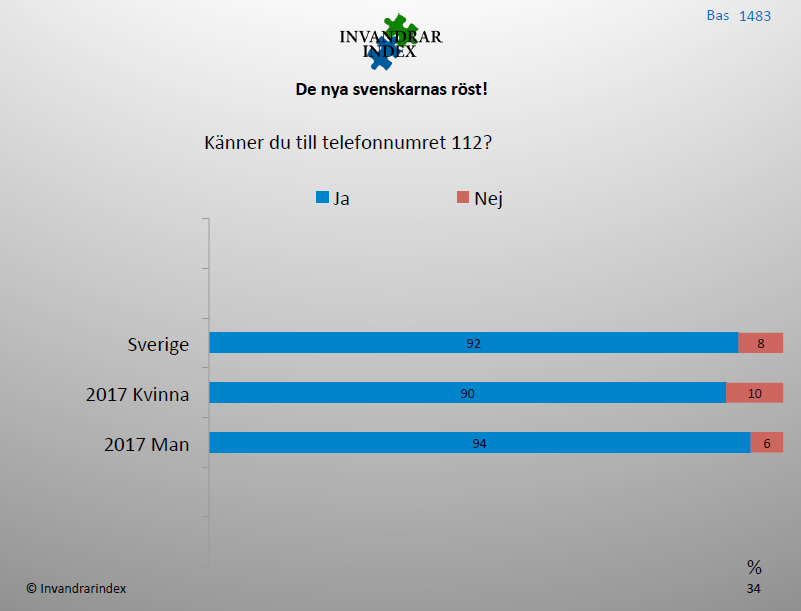 Bas 1483
INVANDRAR
INDEX
De nya svenskarnas röst!
Känner du till telefonnumret 112?
Ja Nej
Sverige 92 8
2017 Kvinna 90 10
2017 Man 94 6
%
© Invandrarindex 34